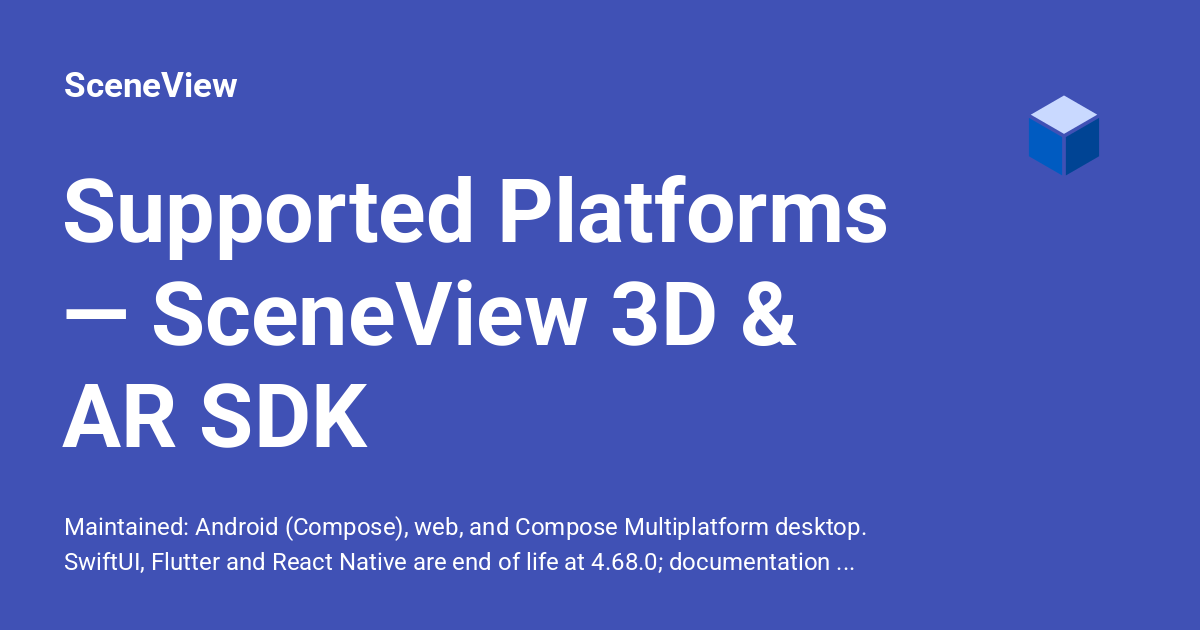 SceneView
Supported Platforms
— SceneView 3D &
AR SDK
Maintained: Android (Compose), web, and Compose Multiplatform desktop.
SwiftUI, Flutter and React Native are end of life at 4.68.0; documentation ...